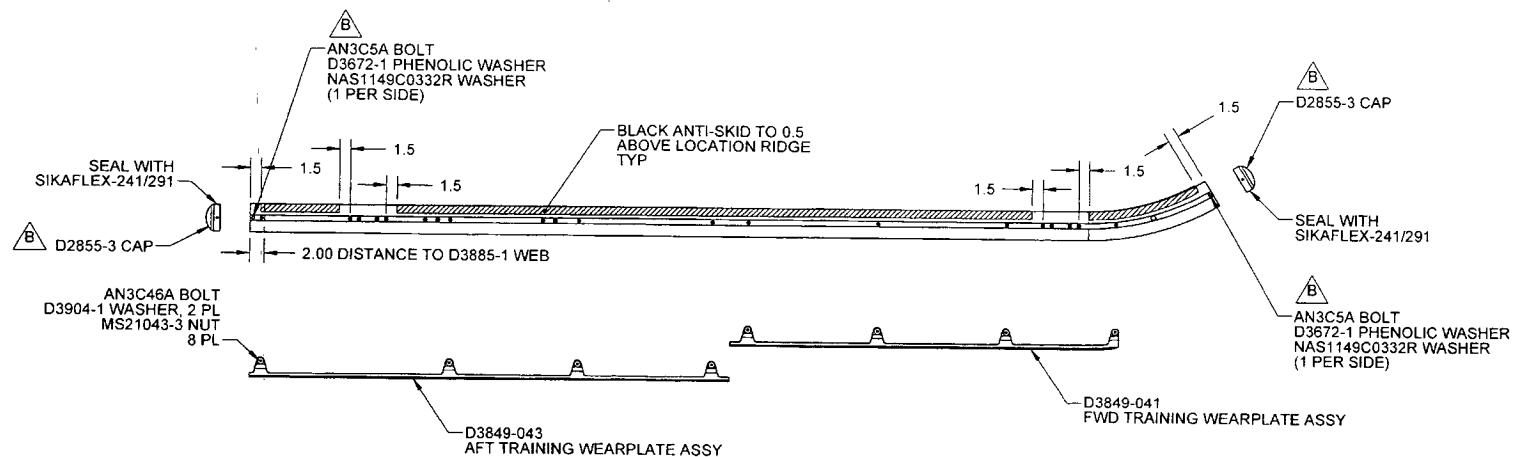 B
AN3C5A BOLT
D3672-1 PHENOLIC WASHER
NAS1149C0332R WASHER
(1 PER SIDE)
B
D2855-3 CAP
1.5
BLACK ANTI-SKID TO 0.5
ABOVE LOCATION RIDGE
TYP
SEAL WITH
SIKAFLEX-241/291
1.5
1.5
1.5
1.5
1.5
B
D2855-3 CAP
2.00 DISTANCE TO D3885-1 WEB
SEAL WITH
SIKAFLEX-241/291
B
AN3C5A BOLT
D3672-1 PHENOLIC WASHER
NAS1149C0332R WASHER
(1 PER SIDE)
AN3C46A BOLT
D3904-1 WASHER, 2 PL
MS21043-3 NUT
8 PL
D3849-041
FWD TRAINING WEARPLATE ASSY
D3849-043
AFT TRAINING WEARPLATE ASSY